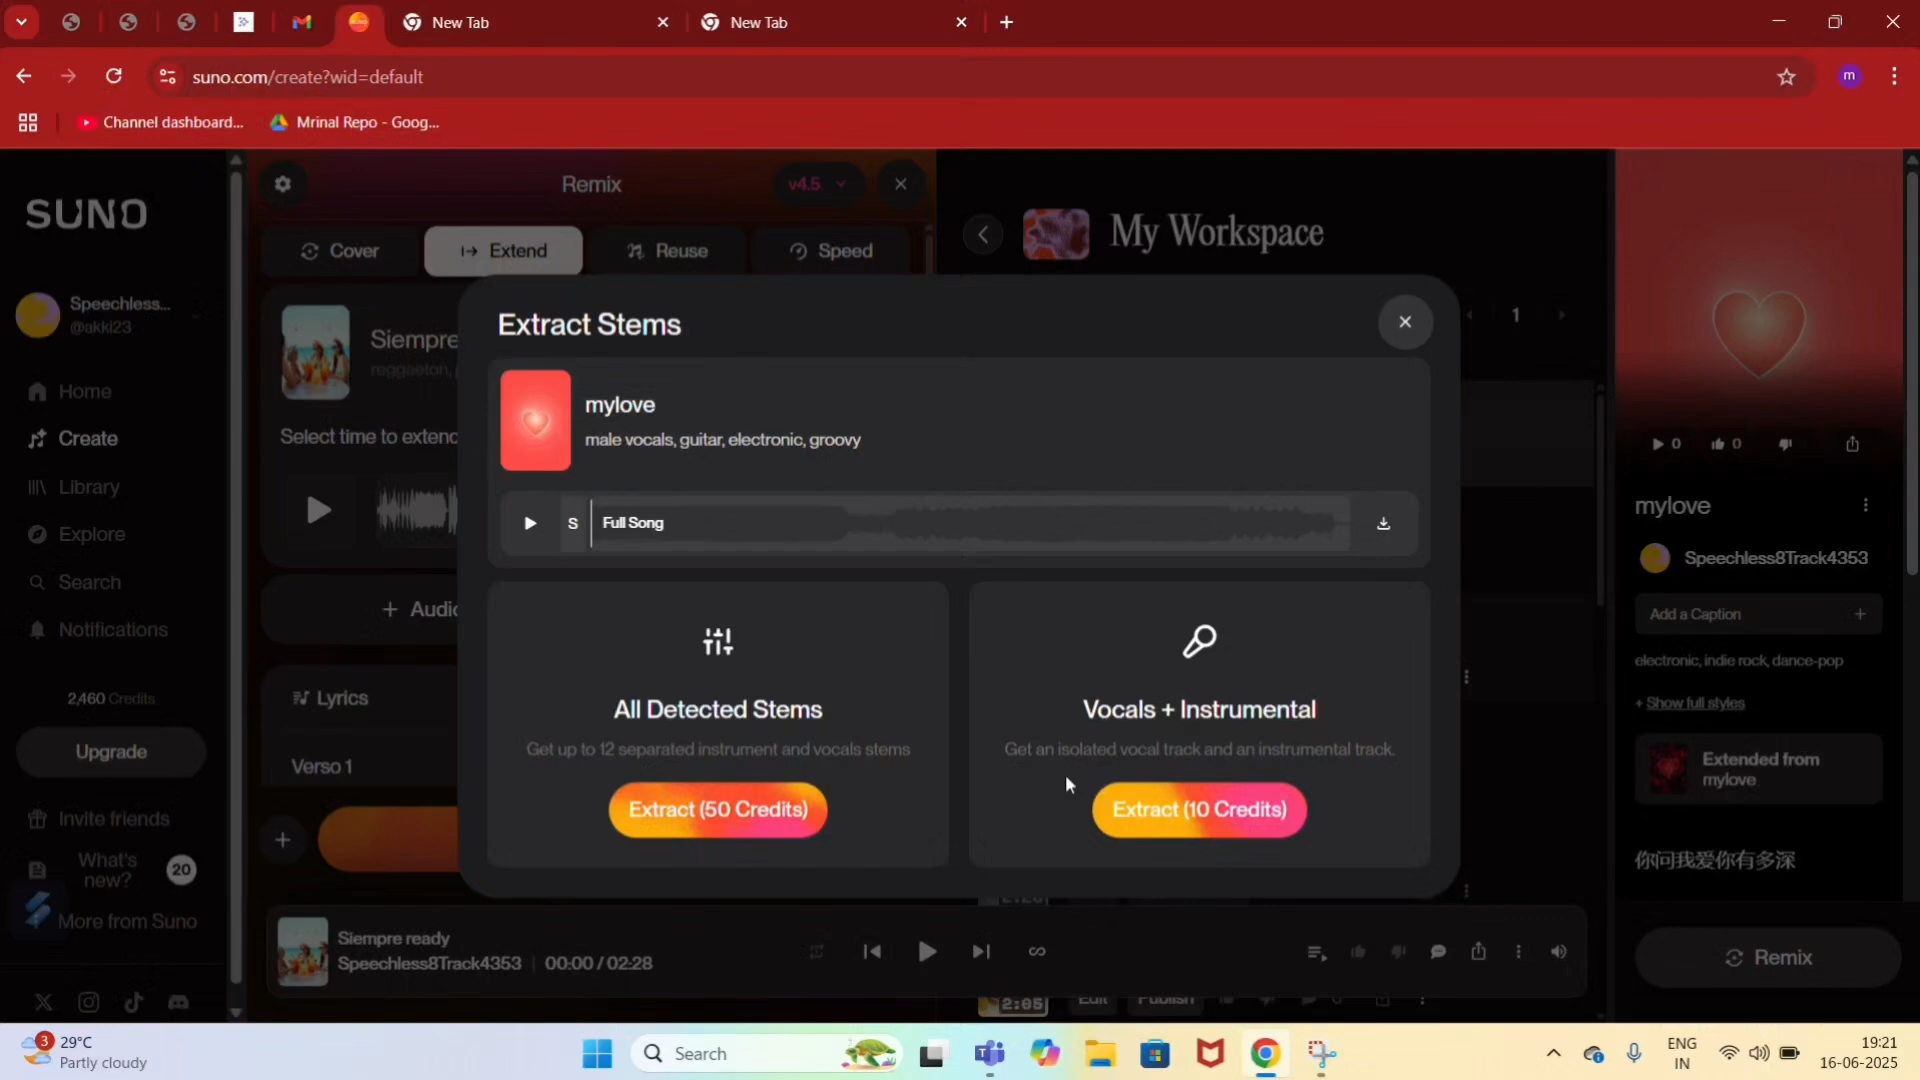 New Tab
New Tab
suno.com/create?wid=default
m
Channel dashboard...
Mrinal Repo - Goog...
SUNO
Speechless...
@akkl23
Home
Create
Library
Explore
Search
Notifications
2,460 Credits
Upgrade
Invite friends
What's new?
20
More from Suno
Remix
v4.5
Cover
Extend
Reuse
Speed
Siempre
reggaeton,
Select time to extend
+ Audio
Lyrics
Verso 1
My Workspace
1
Extract Stems
mylove
male vocals, guitar, electronic, groovy
S
Full Song
All Detected Stems
Get up to 12 separated instrument and vocals stems
Extract (50 Credits)
Vocals + Instrumental
Get an isolated vocal track and an instrumental track.
Extract (10 Credits)
Edit
Publish
2:05
Siempre ready
Speechless8Track4353
00:00 / 02:28
0
0
mylove
Speechless8Track4353
Add a Caption
electronic, indie rock, dance-pop
+ Show full styles
Extended from
mylove
你问我爱你有多深
Remix
3
29°C
Partly cloudy
Search
ENG
IN
19:21
16-06-2025